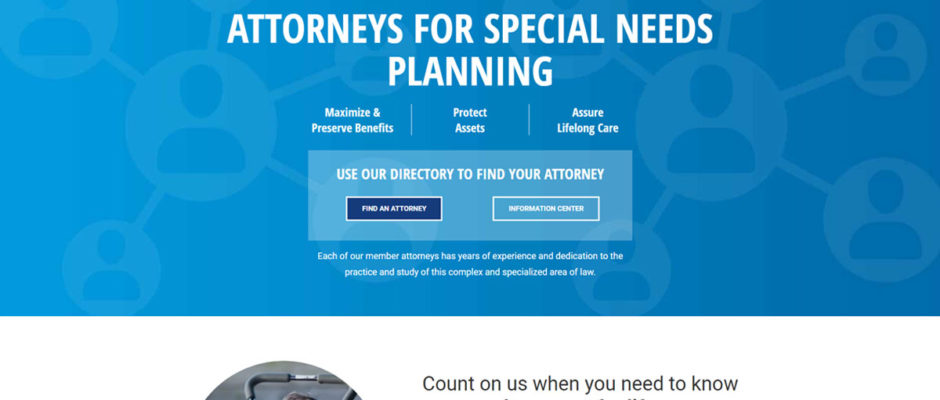 ATTORNEYS FOR SPECIAL NEEDS
PLANNING
Maximize &
Preserve Benefits
Protect
Assets
Assure
Lifelong Care
USE OUR DIRECTORY TO FIND YOUR ATTORNEY
FIND AN ATTORNEY
INFORMATION CENTER
Each of our member attorneys has years of experience and dedication to the
practice and study of this complex and specialized area of law.
Count on us when you need to know